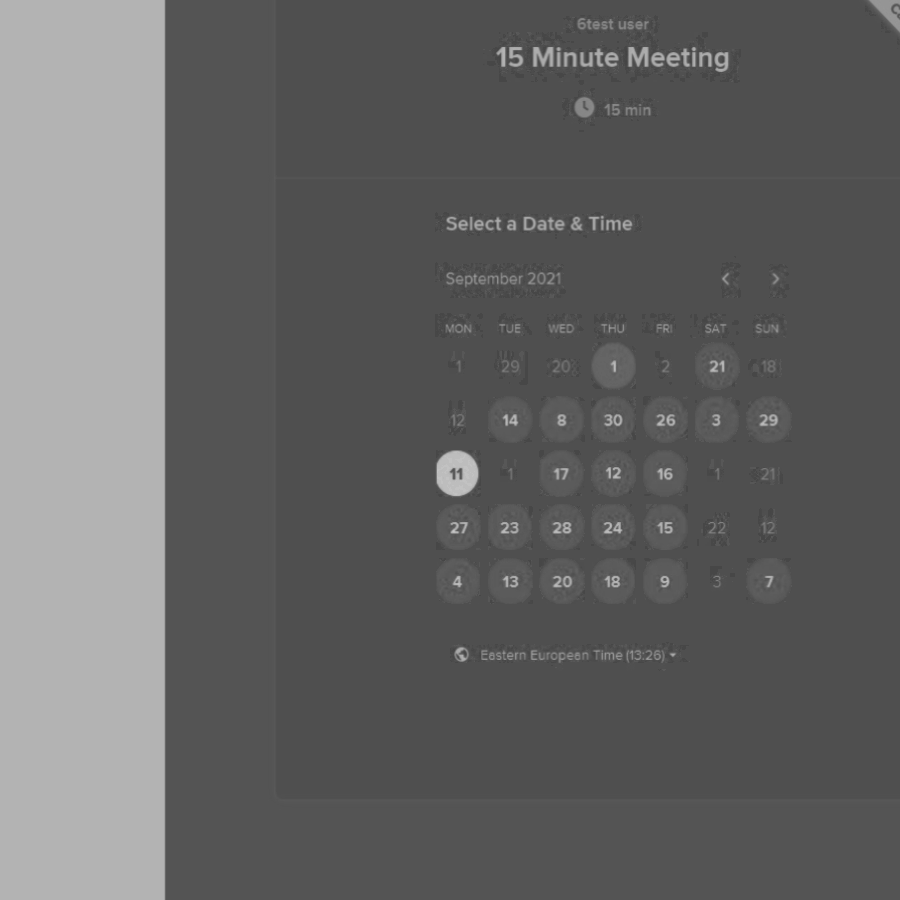 6test user
15 Minute Meeting
15 min
Select a Date & Time
September 2021
MON TUE WED THU FRI SAT SUN
1 29 20 1 2 21 18
12 14 8 30 26 3 29
11 1 17 12 16 1 21
27 23 28 24 15 22 12
4 13 20 18 9 3 7
Eastern European Time (13:26)